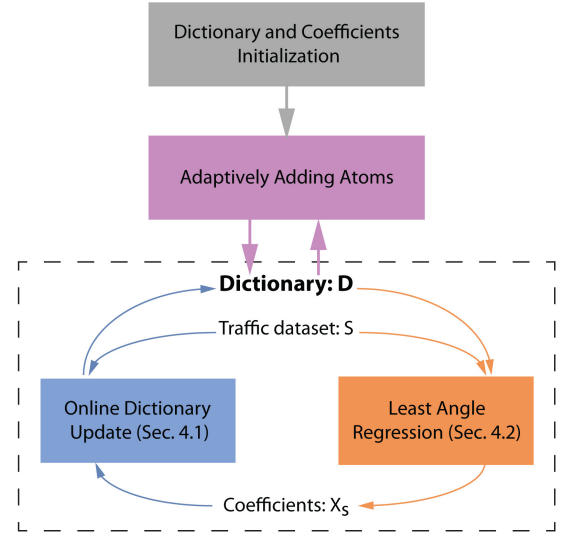 Dictionary and Coefficients
Initialization
Adaptively Adding Atoms
Dictionary: D
Traffic dataset: S
Online Dictionary
Update (Sec. 4.1)
Least Angle
Regression (Sec. 4.2)
Coefficients: Xs